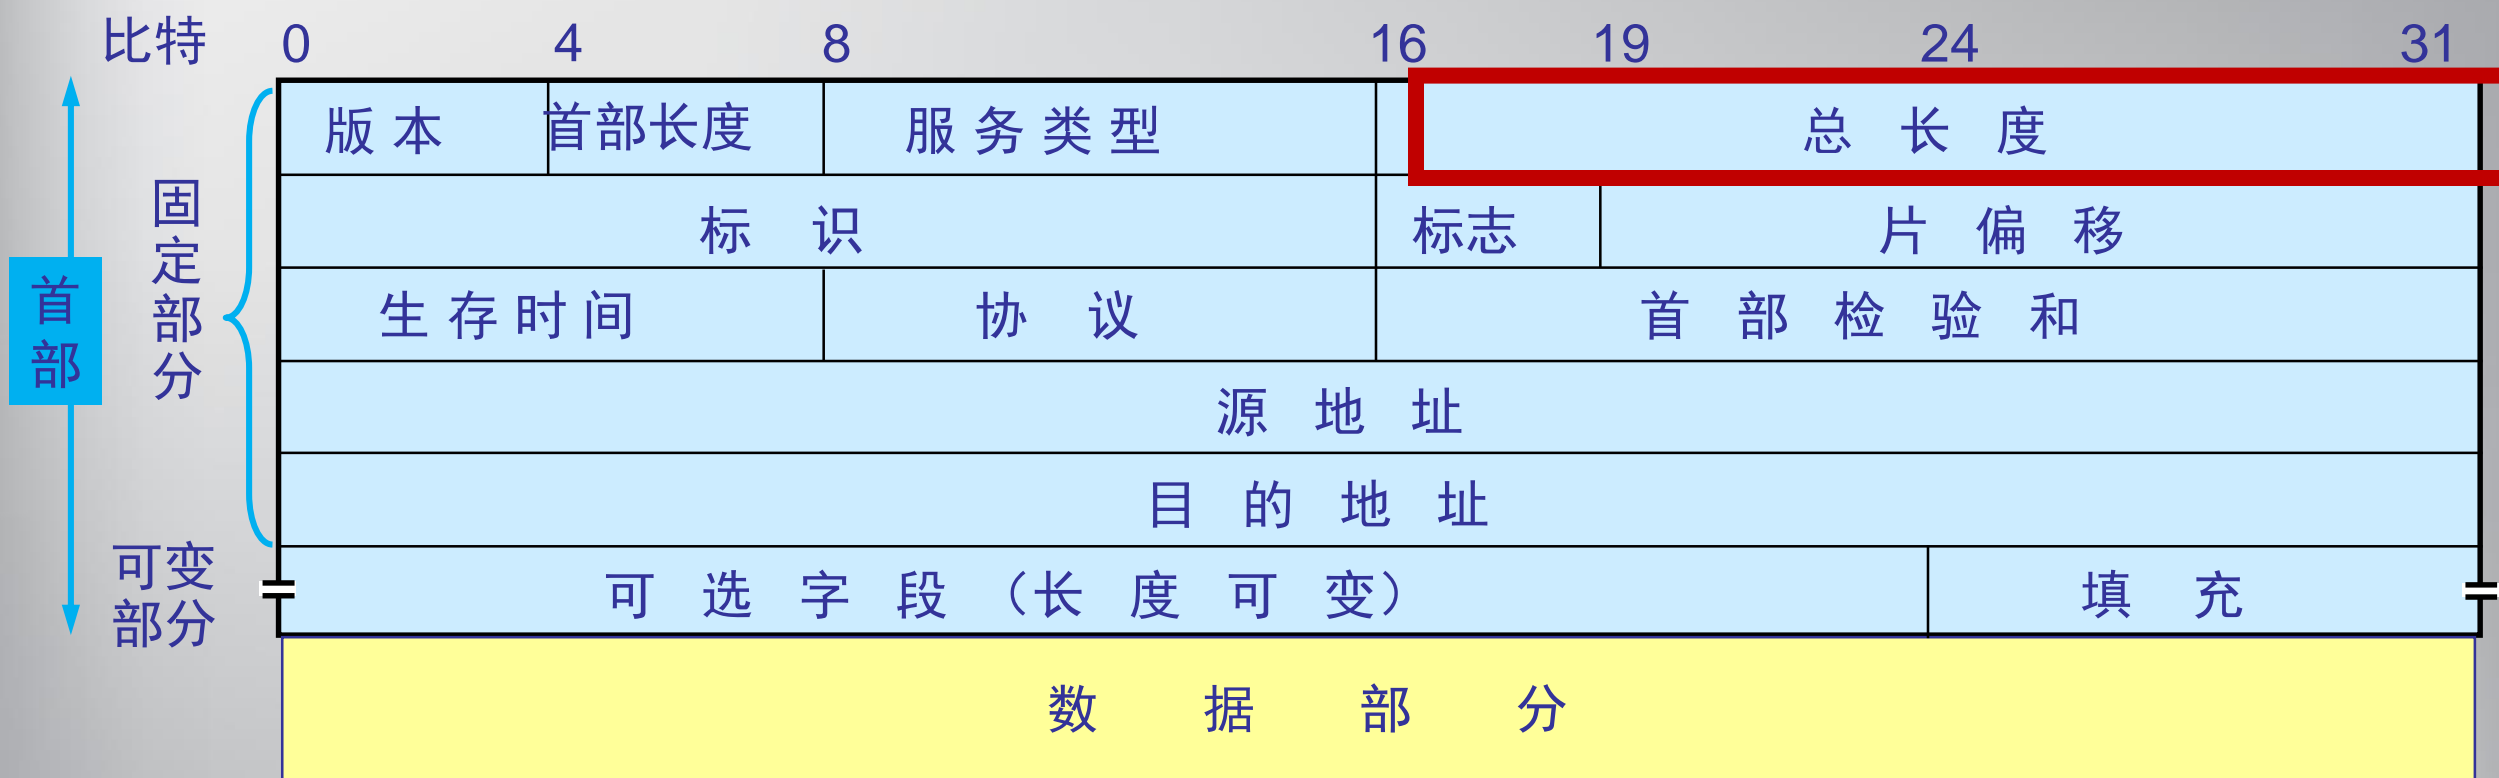 比特 0 4 8 16 19 24 31
版本 首部长度 服务类型 总长度
标识 标志 片偏移
生存时间 协议 首部检验和
源地址
目的地址
可选字段（长度可变） 填充
数据部分
首部
固定部分
可变
部分